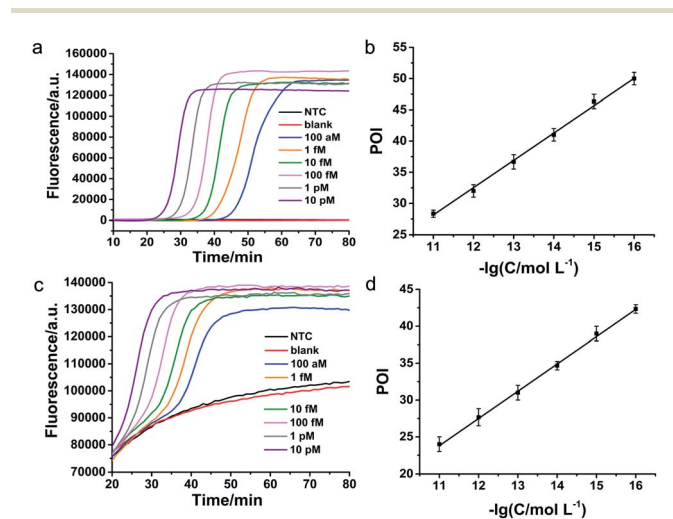 a
Fluorescence/a.u.
160000
140000
120000
100000
80000
60000
40000
20000
0
NTC
blank
100 aM
1 fM
10 fM
100 fM
1 pM
10 pM
10 20 30 40 50 60 70 80
Time/min
b
POI
55
50
45
40
35
30
25
11 12 13 14 15 16
-lg(C/mol L⁻¹)
c
Fluorescence/a.u.
140000
130000
120000
110000
100000
90000
80000
70000
NTC
blank
100 aM
1 fM
10 fM
100 fM
1 pM
10 pM
20 30 40 50 60 70 80
Time/min
d
POI
45
40
35
30
25
20
11 12 13 14 15 16
-lg(C/mol L⁻¹)